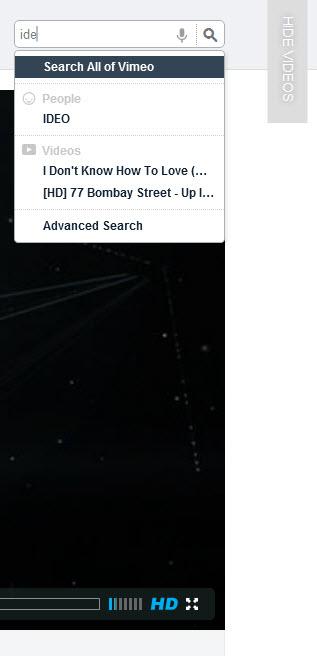 ide
HIDE VIDEOS
Search All of Vimeo
People
IDEO
Videos
I Don't Know How To Love (...
[HD] 77 Bombay Street - Up I...
Advanced Search
HD